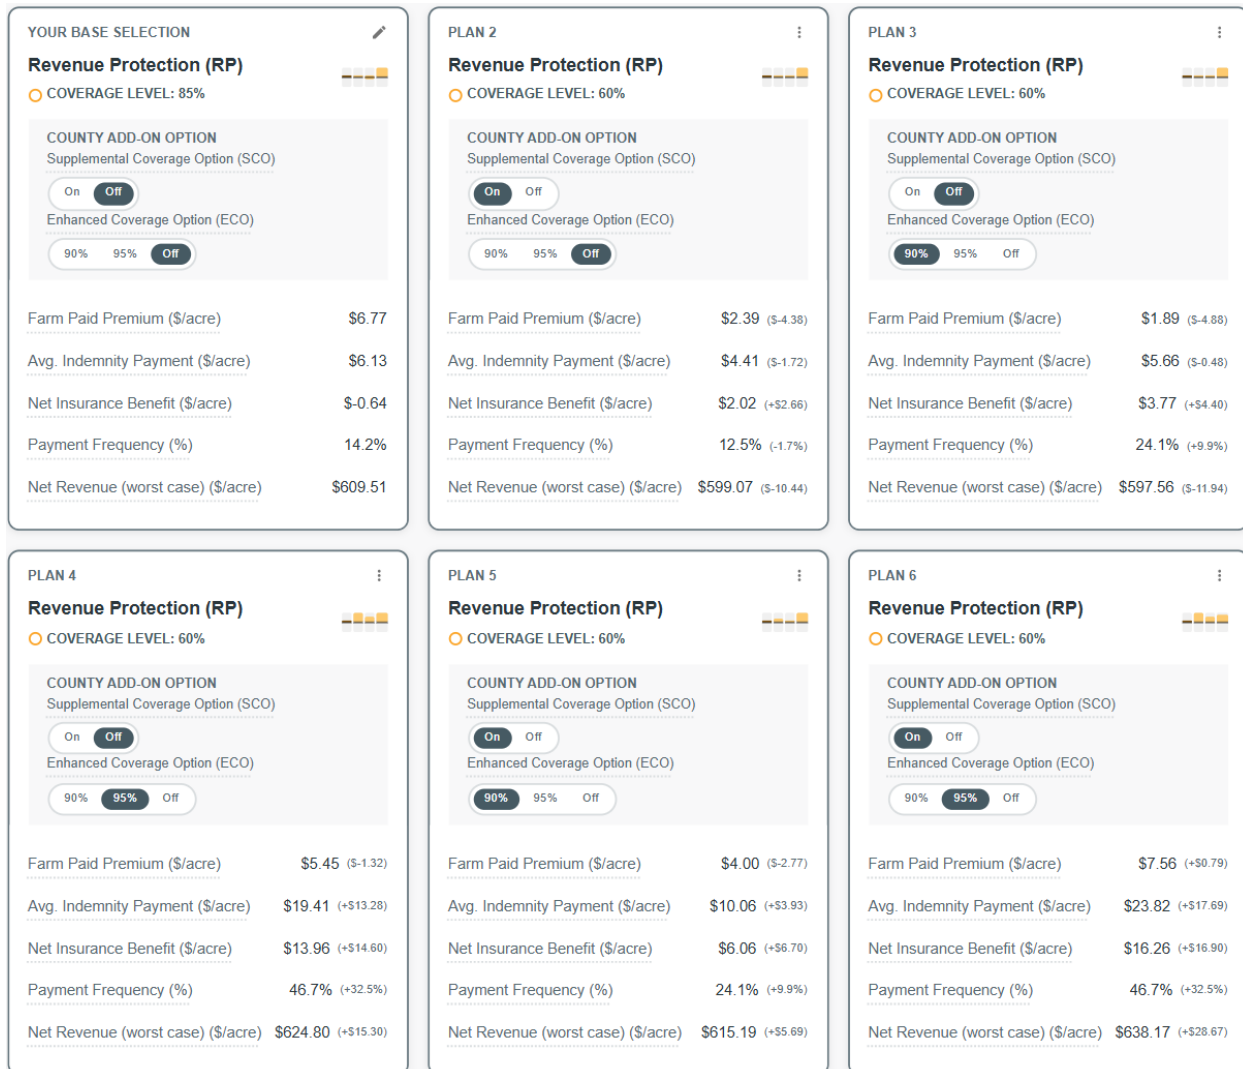 YOUR BASE SELECTION
Revenue Protection (RP)
COVERAGE LEVEL: 85%
COUNTY ADD-ON OPTION
Supplemental Coverage Option (SCO)
On Off
Enhanced Coverage Option (ECO)
90% 95% Off
Farm Paid Premium ($/acre) $6.77
Avg. Indemnity Payment ($/acre) $6.13
Net Insurance Benefit ($/acre) $-0.64
Payment Frequency (%) 14.2%
Net Revenue (worst case) ($/acre) $609.51
PLAN 2
Revenue Protection (RP)
COVERAGE LEVEL: 60%
COUNTY ADD-ON OPTION
Supplemental Coverage Option (SCO)
On Off
Enhanced Coverage Option (ECO)
90% 95% Off
Farm Paid Premium ($/acre) $2.39 ($-4.38)
Avg. Indemnity Payment ($/acre) $4.41 ($-1.72)
Net Insurance Benefit ($/acre) $2.02 (+$2.66)
Payment Frequency (%) 12.5% (-1.7%)
Net Revenue (worst case) ($/acre) $599.07 ($-10.44)
PLAN 3
Revenue Protection (RP)
COVERAGE LEVEL: 60%
COUNTY ADD-ON OPTION
Supplemental Coverage Option (SCO)
On Off
Enhanced Coverage Option (ECO)
90% 95% Off
Farm Paid Premium ($/acre) $1.89 ($-4.88)
Avg. Indemnity Payment ($/acre) $5.66 ($-0.48)
Net Insurance Benefit ($/acre) $3.77 (+$4.40)
Payment Frequency (%) 24.1% (+9.9%)
Net Revenue (worst case) ($/acre) $597.56 ($-11.94)
PLAN 4
Revenue Protection (RP)
COVERAGE LEVEL: 60%
COUNTY ADD-ON OPTION
Supplemental Coverage Option (SCO)
On Off
Enhanced Coverage Option (ECO)
90% 95% Off
Farm Paid Premium ($/acre) $5.45 ($-1.32)
Avg. Indemnity Payment ($/acre) $19.41 (+$13.28)
Net Insurance Benefit ($/acre) $13.96 (+$14.60)
Payment Frequency (%) 46.7% (+32.5%)
Net Revenue (worst case) ($/acre) $624.80 (+$15.30)
PLAN 5
Revenue Protection (RP)
COVERAGE LEVEL: 60%
COUNTY ADD-ON OPTION
Supplemental Coverage Option (SCO)
On Off
Enhanced Coverage Option (ECO)
90% 95% Off
Farm Paid Premium ($/acre) $4.00 ($-2.77)
Avg. Indemnity Payment ($/acre) $10.06 (+$3.93)
Net Insurance Benefit ($/acre) $6.06 (+$6.70)
Payment Frequency (%) 24.1% (+9.9%)
Net Revenue (worst case) ($/acre) $615.19 (+$5.69)
PLAN 6
Revenue Protection (RP)
COVERAGE LEVEL: 60%
COUNTY ADD-ON OPTION
Supplemental Coverage Option (SCO)
On Off
Enhanced Coverage Option (ECO)
90% 95% Off
Farm Paid Premium ($/acre) $7.56 (+$0.79)
Avg. Indemnity Payment ($/acre) $23.82 (+$17.69)
Net Insurance Benefit ($/acre) $16.26 (+$16.90)
Payment Frequency (%) 46.7% (+32.5%)
Net Revenue (worst case) ($/acre) $638.17 (+$28.67)